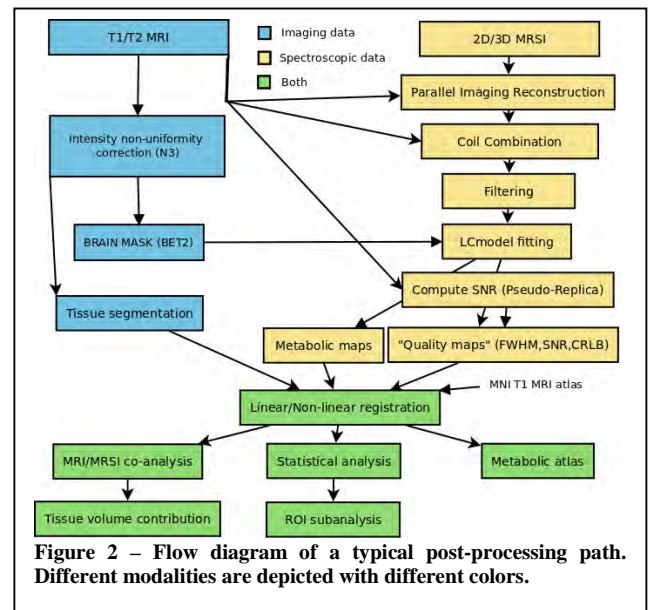 T1/T2 MRI
Imaging data
Spectroscopic data
Both
2D/3D MRSI
Parallel Imaging Reconstruction
Intensity non-uniformity
correction (N3)
Coil Combination
Filtering
BRAIN MASK (BET2)
LCmodel fitting
Compute SNR (Pseudo-Replica)
Tissue segmentation
Metabolic maps
"Quality maps" (FWHM,SNR,CRLB)
MNI T1 MRI atlas
Linear/Non-linear registration
MRI/MRSI co-analysis
Statistical analysis
Metabolic atlas
Tissue volume contribution
ROI subanalysis
Figure 2 – Flow diagram of a typical post-processing path.
Different modalities are depicted with different colors.